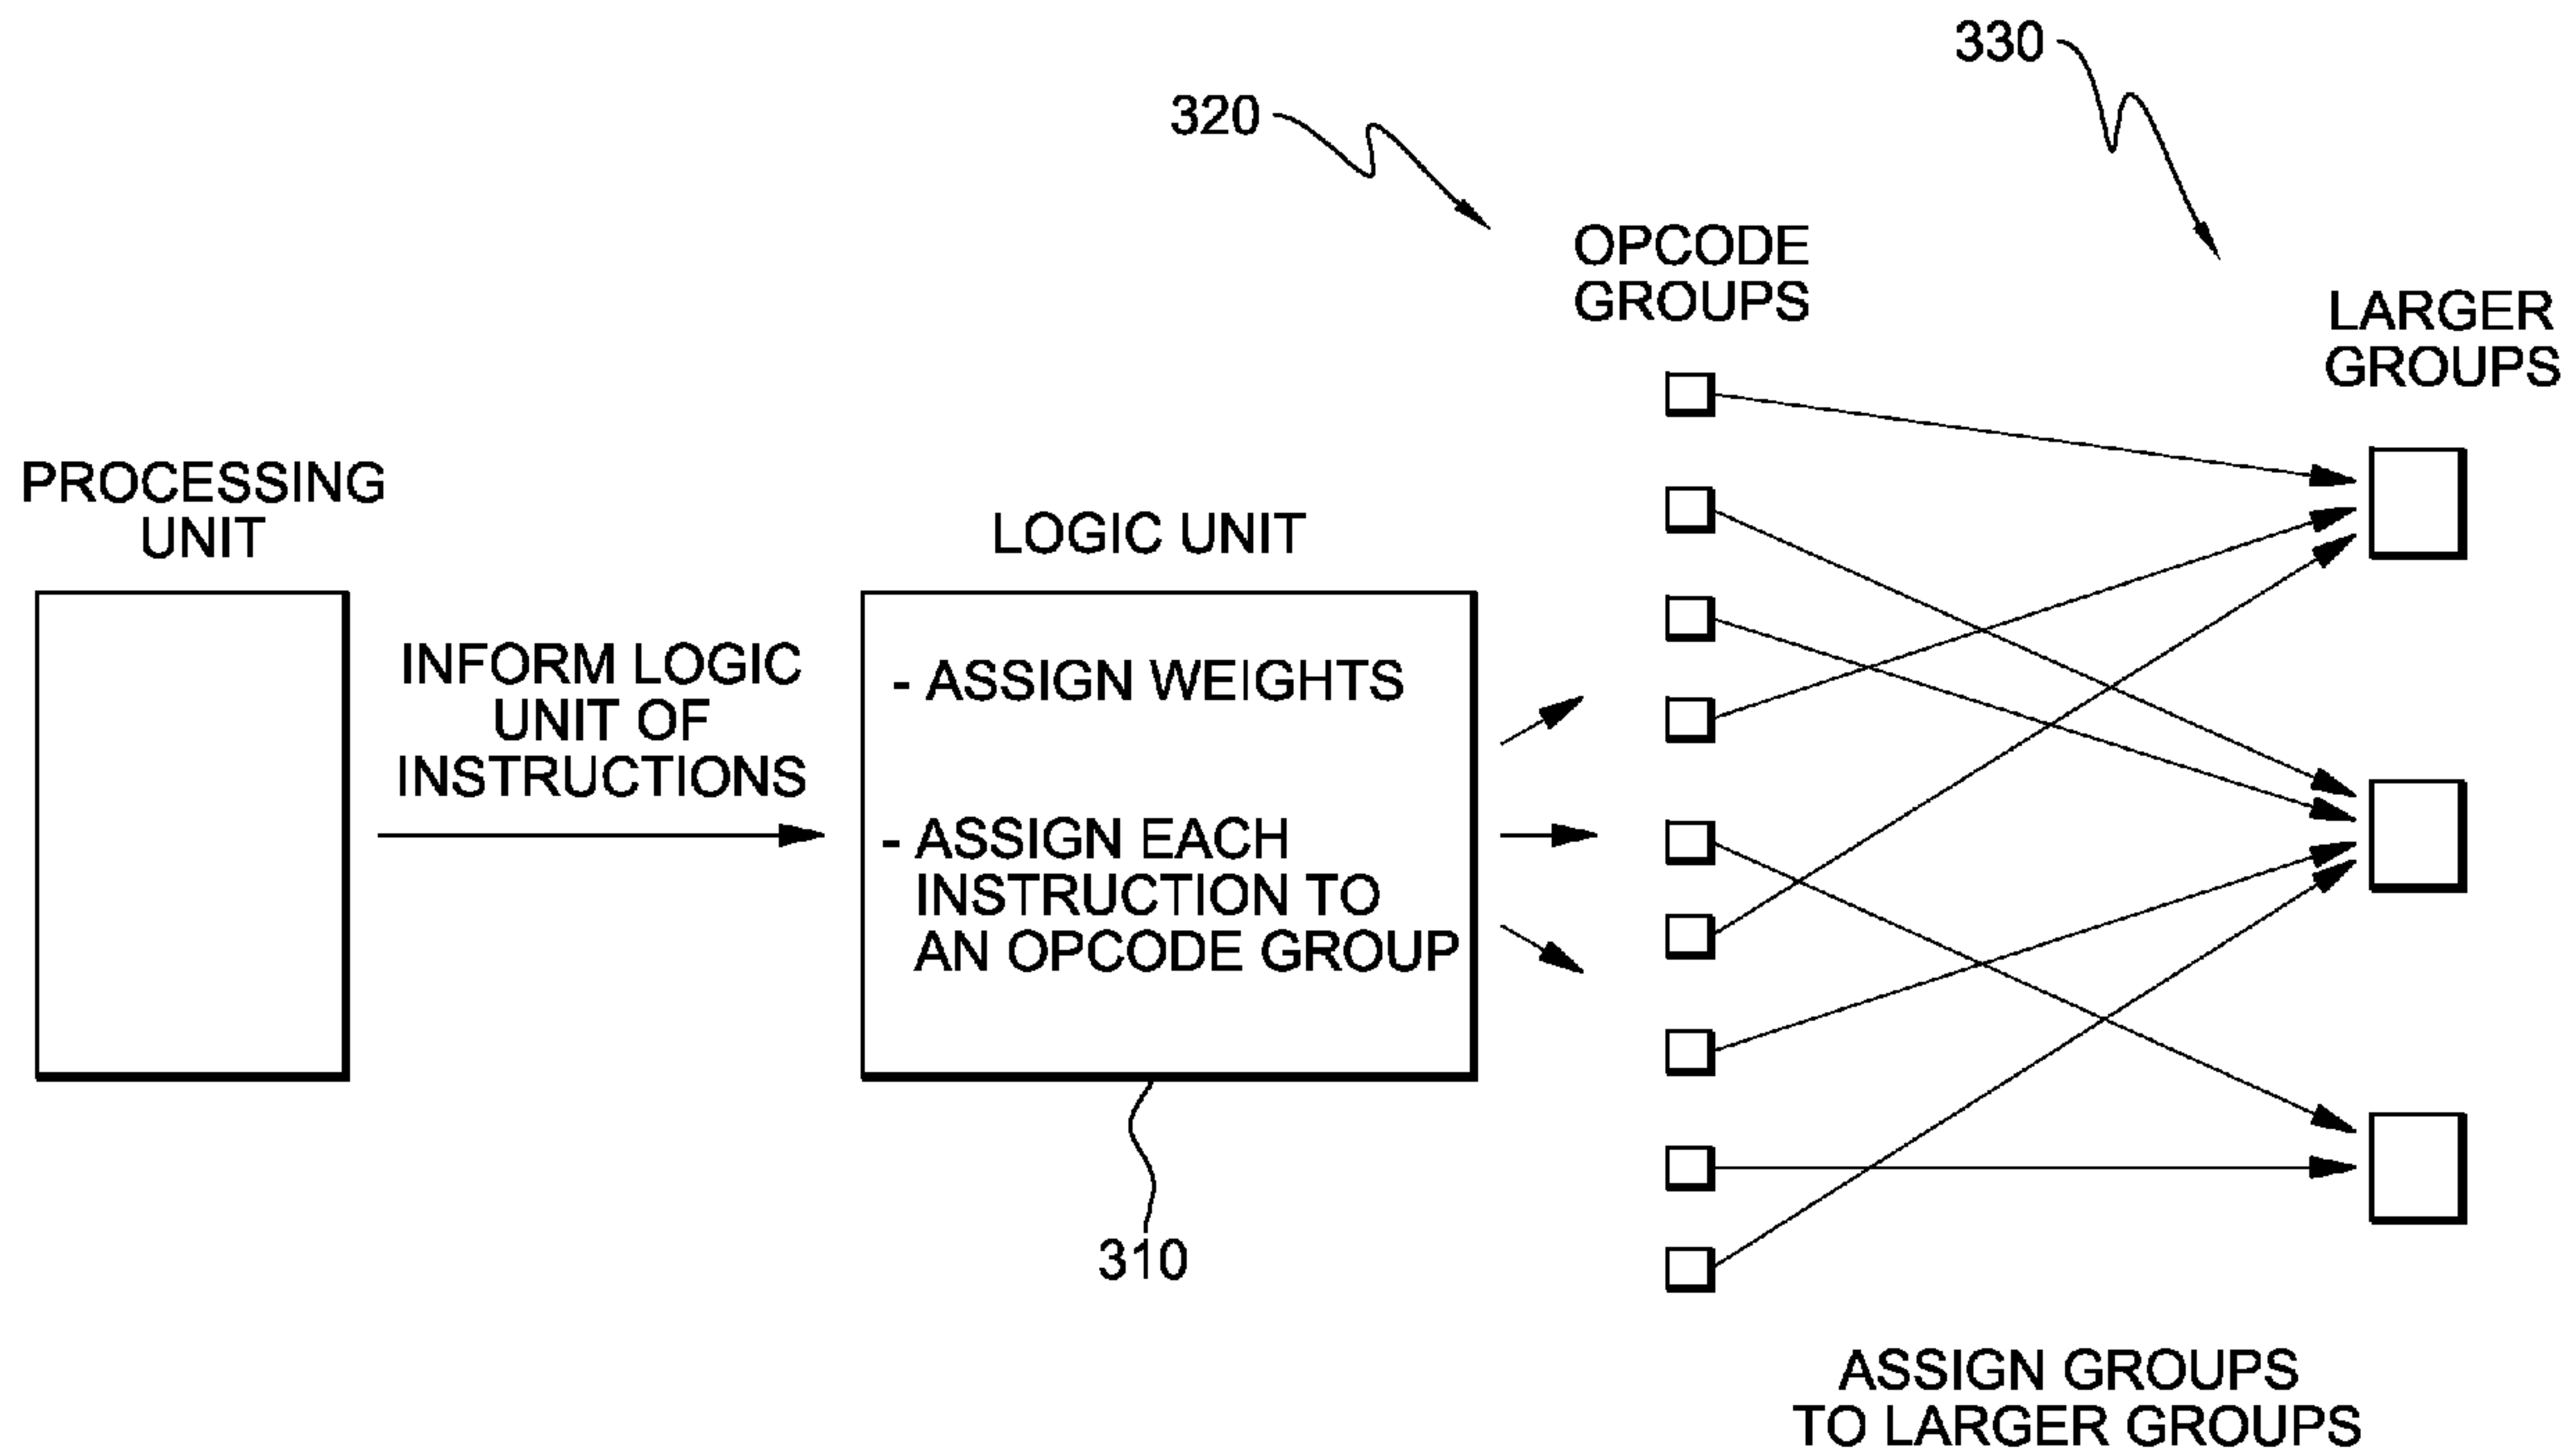 330
320
OPCODE
GROUPS
LARGER
GROUPS
PROCESSING
UNIT
LOGIC UNIT
INFORM LOGIC
UNIT OF
INSTRUCTIONS
- ASSIGN WEIGHTS
- ASSIGN EACH
INSTRUCTION TO
AN OPCODE GROUP
310
ASSIGN GROUPS
TO LARGER GROUPS